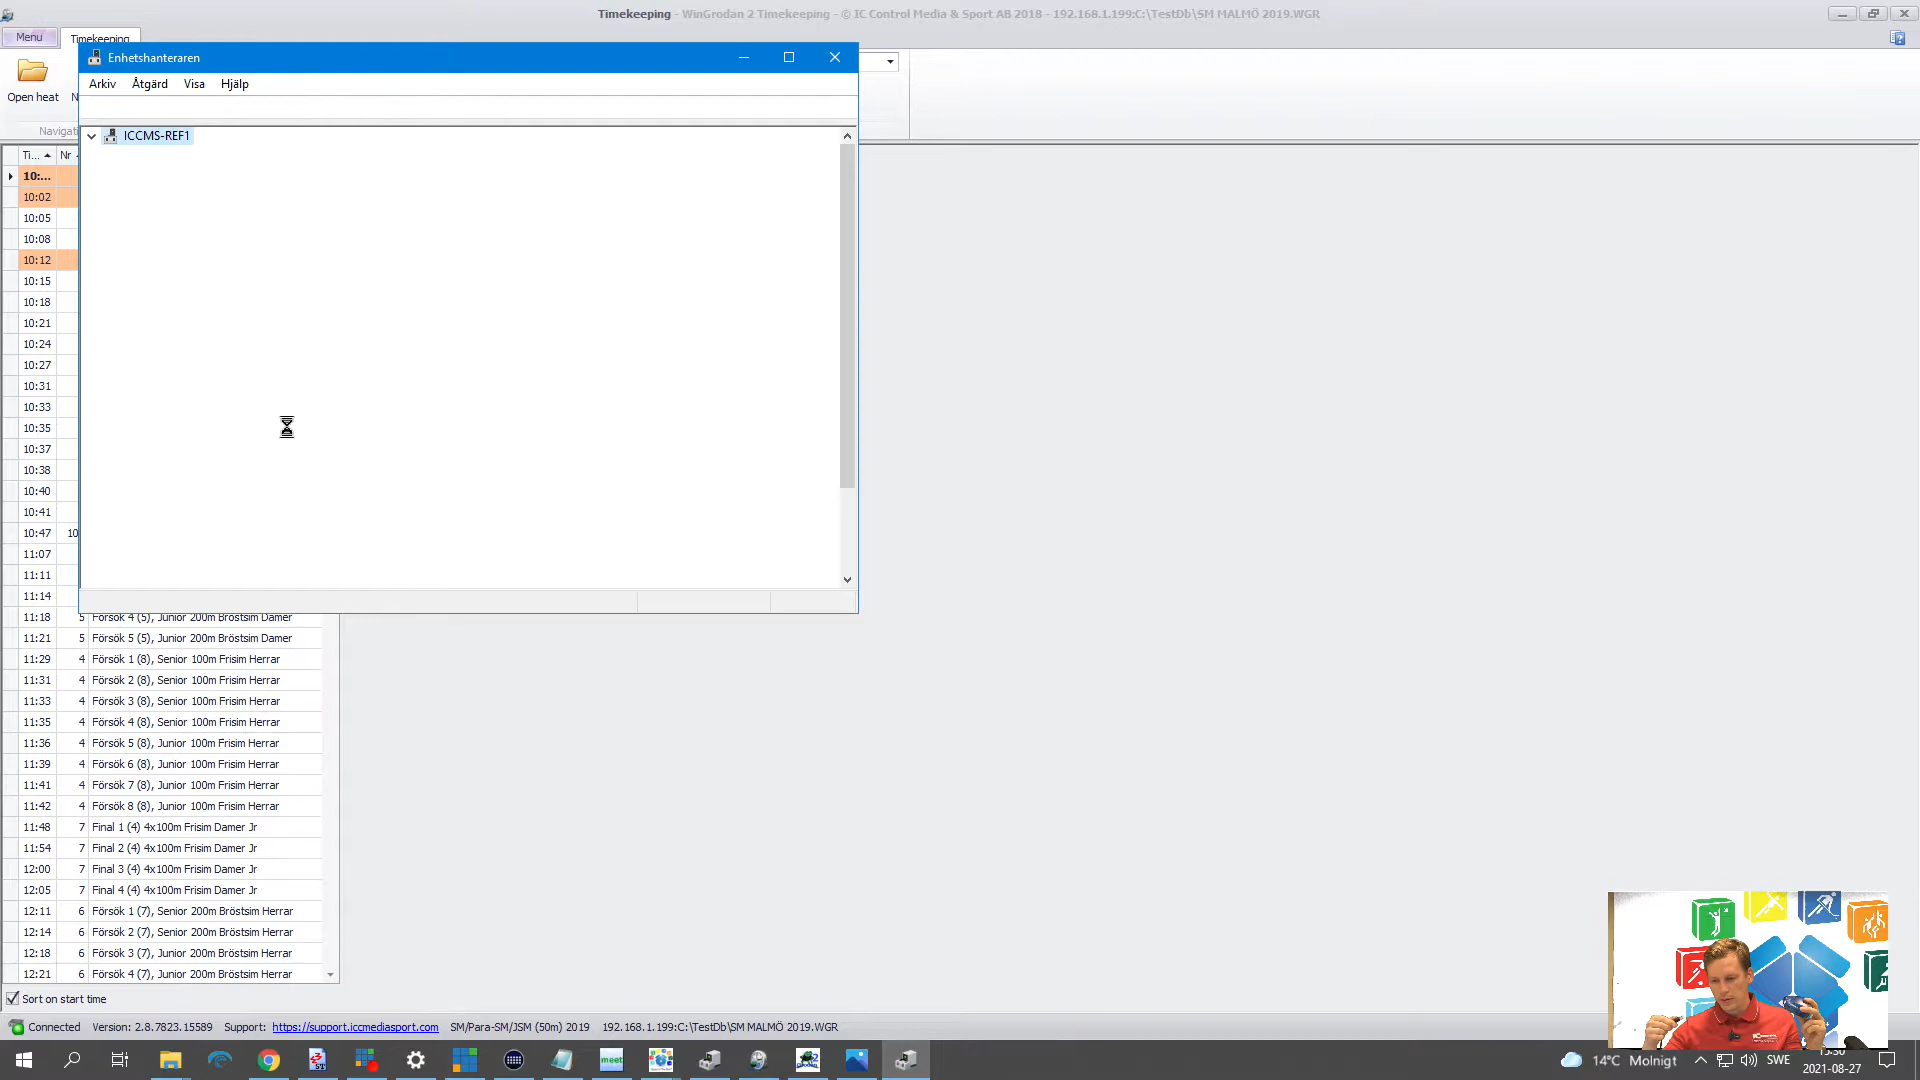 Timekeeping - WinGrodan 2 Timekeeping - © IC Control Media & Sport AB 2018 - 192.168.1.199:C:\TestDb\SM MALMÖ 2019.WGR
Menu
Timekeeping
Open heat
Navigati
Enhetshanteraren
Arkiv Åtgärd Visa Hjälp
ICCMS-REF1
Ti... Nr
10:...
10:02
10:05
10:08
10:12
10:15
10:18
10:21
10:24
10:27
10:31
10:33
10:35
10:37
10:38
10:40
10:41
10:47 10
11:07
11:11
11:14
11:18 5 Försök 4 (5), Junior 200m Bröstsim Damer
11:21 5 Försök 5 (5), Junior 200m Bröstsim Damer
11:29 4 Försök 1 (8), Senior 100m Frisim Herrar
11:31 4 Försök 2 (8), Senior 100m Frisim Herrar
11:33 4 Försök 3 (8), Senior 100m Frisim Herrar
11:35 4 Försök 4 (8), Senior 100m Frisim Herrar
11:36 4 Försök 5 (8), Junior 100m Frisim Herrar
11:39 4 Försök 6 (8), Junior 100m Frisim Herrar
11:41 4 Försök 7 (8), Junior 100m Frisim Herrar
11:42 4 Försök 8 (8), Junior 100m Frisim Herrar
11:48 7 Final 1 (4) 4x100m Frisim Damer Jr
11:54 7 Final 2 (4) 4x100m Frisim Damer Jr
12:00 7 Final 3 (4) 4x100m Frisim Damer Jr
12:05 7 Final 4 (4) 4x100m Frisim Damer Jr
12:11 6 Försök 1 (7), Senior 200m Bröstsim Herrar
12:14 6 Försök 2 (7), Senior 200m Bröstsim Herrar
12:18 6 Försök 3 (7), Junior 200m Bröstsim Herrar
12:21 6 Försök 4 (7), Junior 200m Bröstsim Herrar
Sort on start time
Connected Version: 2.8.7823.15589 Support: https://support.iccmediasport.com SM/Para-SM/JSM (50m) 2019 192.168.1.199:C:\TestDb\SM MALMÖ 2019.WGR
meet
14°C Molnigt
SWE
2021-08-27